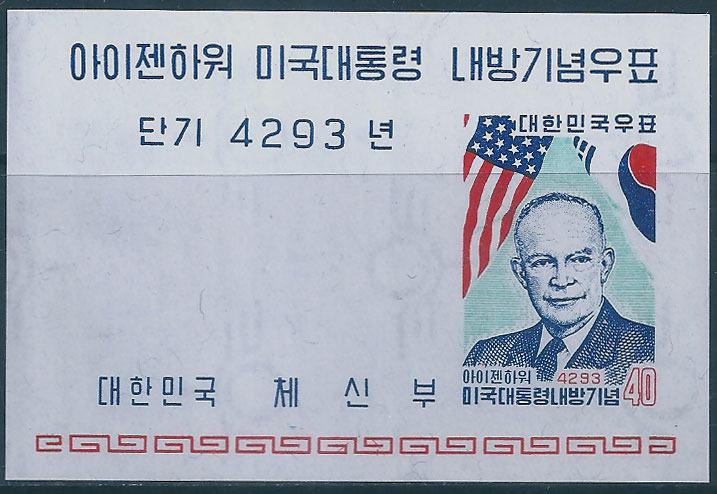 아이젠하워 미국대통령 내방기념우표
단기 4293 년
대한민국우표
아이젠하워 4293
미국대통령내방기념 40
대한민국 체신부